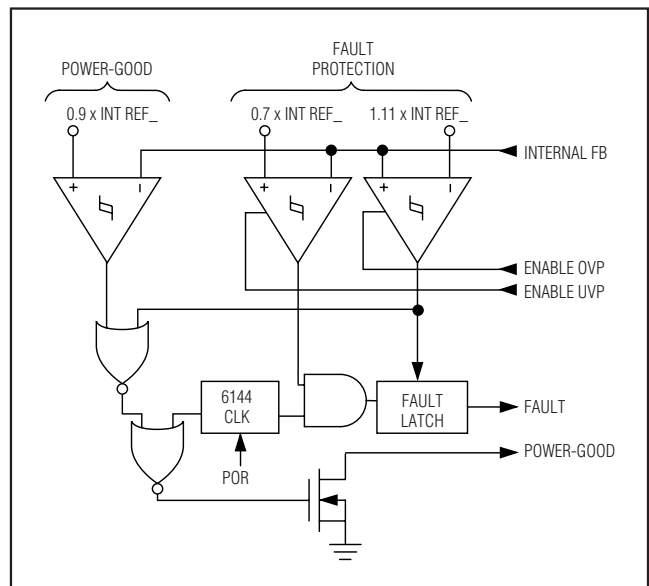 POWER-GOOD
FAULT
PROTECTION
0.9 x INT REF_
0.7 x INT REF_
1.11 x INT REF_
INTERNAL FB
+ −
+ −
+ −
ENABLE OVP
ENABLE UVP
6144
CLK
FAULT
LATCH
FAULT
POWER-GOOD
POR